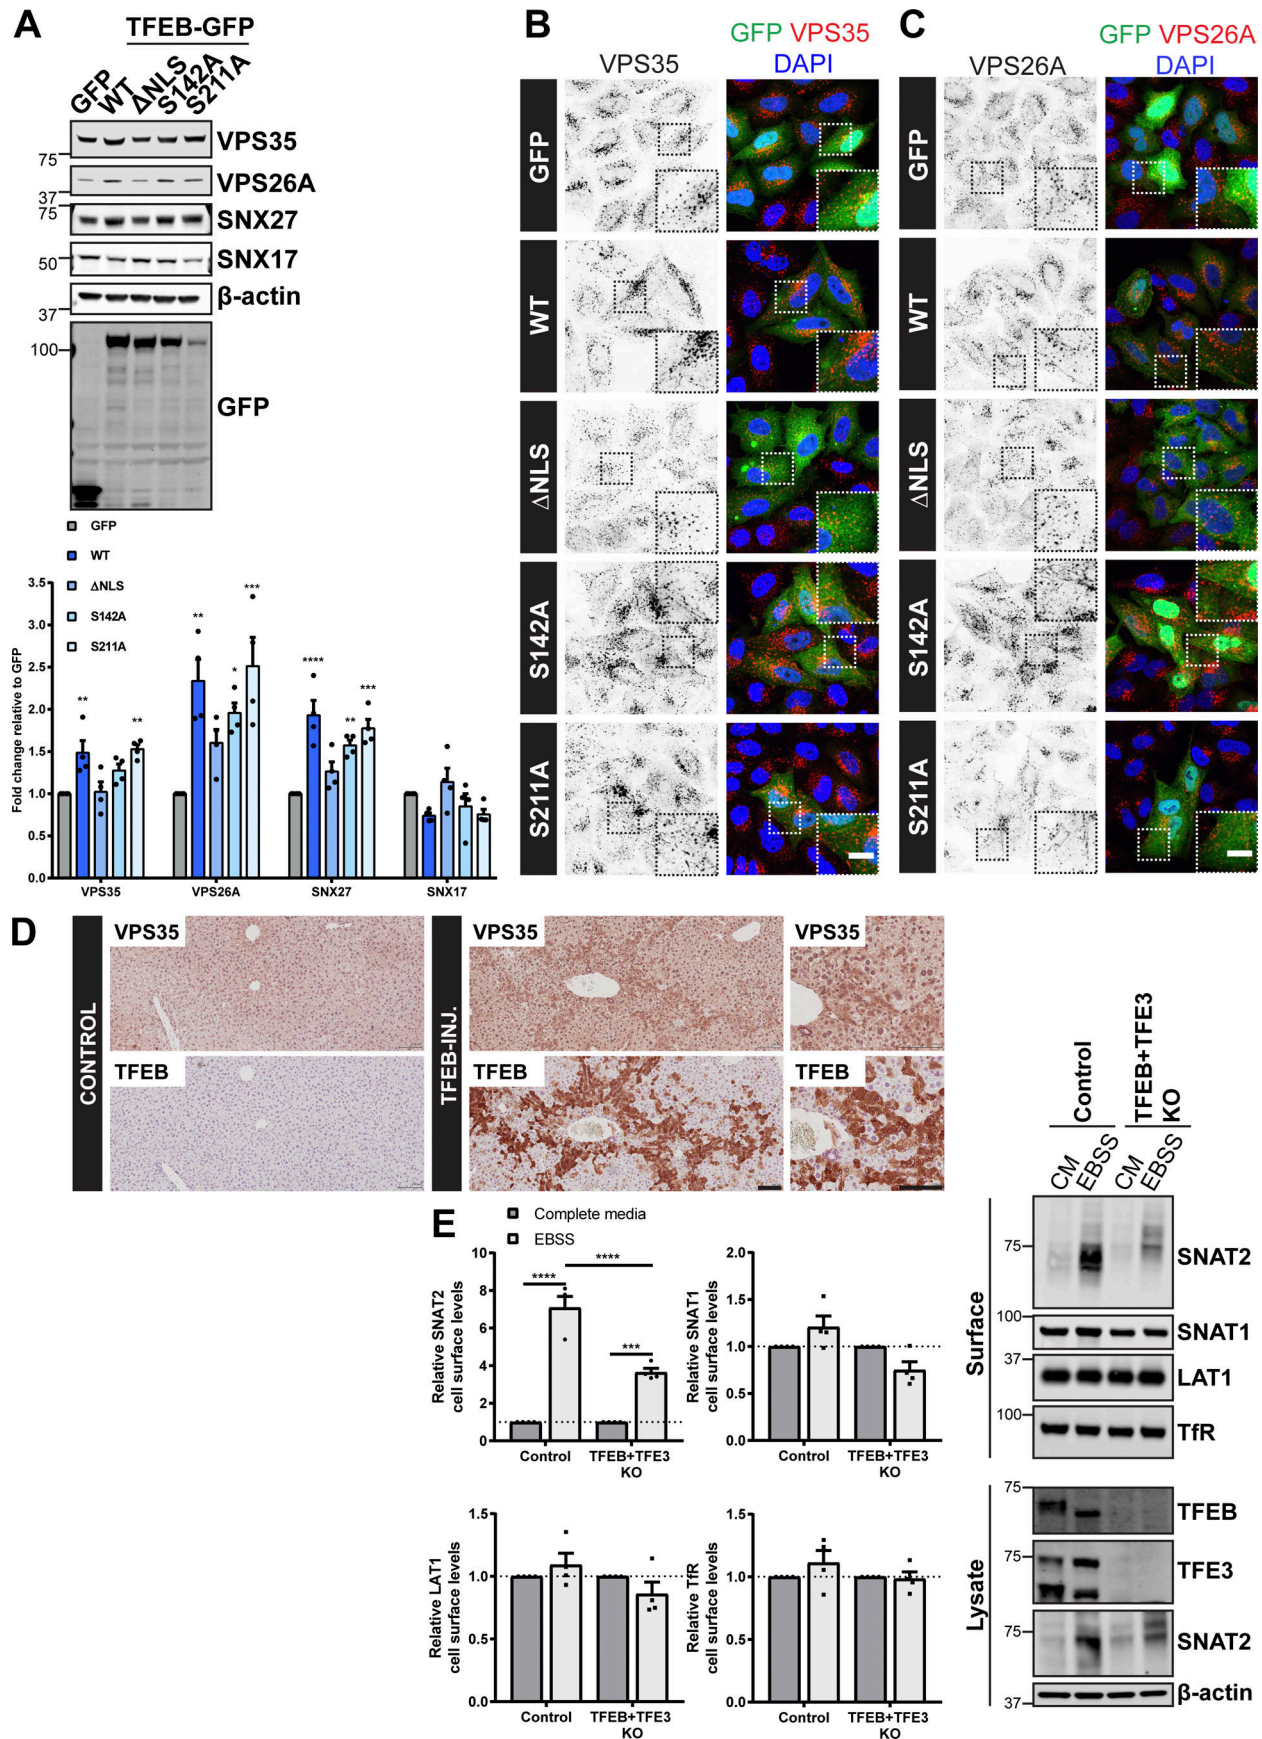 A
TFEB-GFP
GFP
WT
ΔNLS
S142A
S211A
VPS35
75
VPS26A
37
75
SNX27
50
SNX17
β-actin
37
100
GFP
GFP
WT
ΔNLS
S142A
S211A
Fold change relative to GFP
3.5
3.0
2.5
2.0
1.5
1.0
0.5
0.0
**
**
**
*
***
****
**
***
VPS35
VPS26A
SNX27
SNX17
B
GFP VPS35
VPS35
DAPI
GFP
WT
ΔNLS
S142A
S211A
C
GFP VPS26A
VPS26A
DAPI
GFP
WT
ΔNLS
S142A
S211A
D
CONTROL
VPS35
TFEB
TFEB-INJ.
VPS35
VPS35
TFEB
TFEB
E
Complete media
EBSS
Relative SNAT2
cell surface levels
10
8
6
4
2
0
****
****
***
Control
TFEB+TFE3
KO
Relative SNAT1
cell surface levels
2.0
1.5
1.0
0.5
0.0
Control
TFEB+TFE3
KO
Relative LAT1
cell surface levels
1.5
1.0
0.5
0.0
Control
TFEB+TFE3
KO
Relative TfR
cell surface levels
1.5
1.0
0.5
0.0
Control
TFEB+TFE3
KO
Control
TFEB+TFE3
KO
CM
EBSS
CM
EBSS
Surface
75
SNAT2
100
SNAT1
37
LAT1
100
TfR
Lysate
75
TFEB
75
TFE3
75
SNAT2
β-actin
37